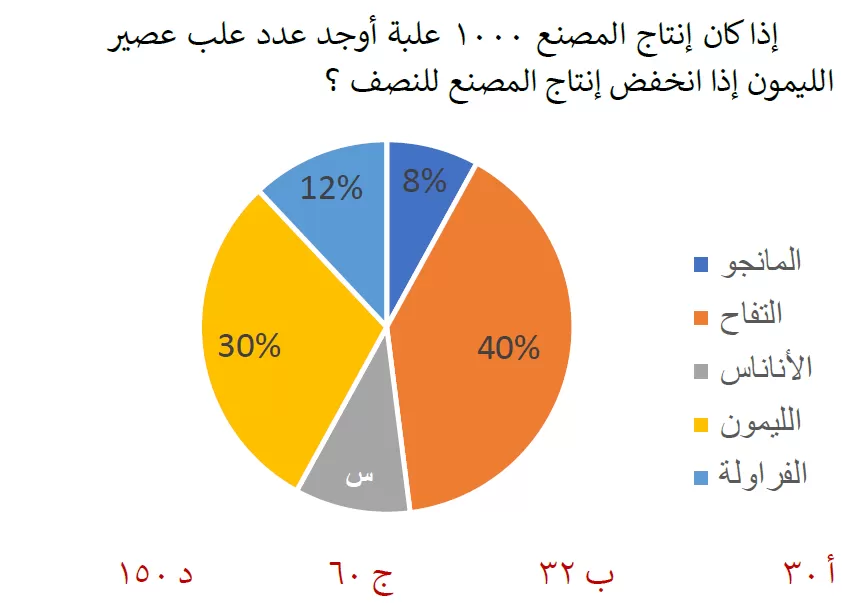 إذا كان إنتاج المصنع ١٠٠٠ علبة أوجد عدد علب عصير
الليمون إذا انخفض إنتاج المصنع للنصف ؟
12%
8%
30%
40%
س
المانجو
التفاح
الأناناس
الليمون
الفراولة
أ ٣٠ ب ٣٢ ج ٦٠ د ١٥٠